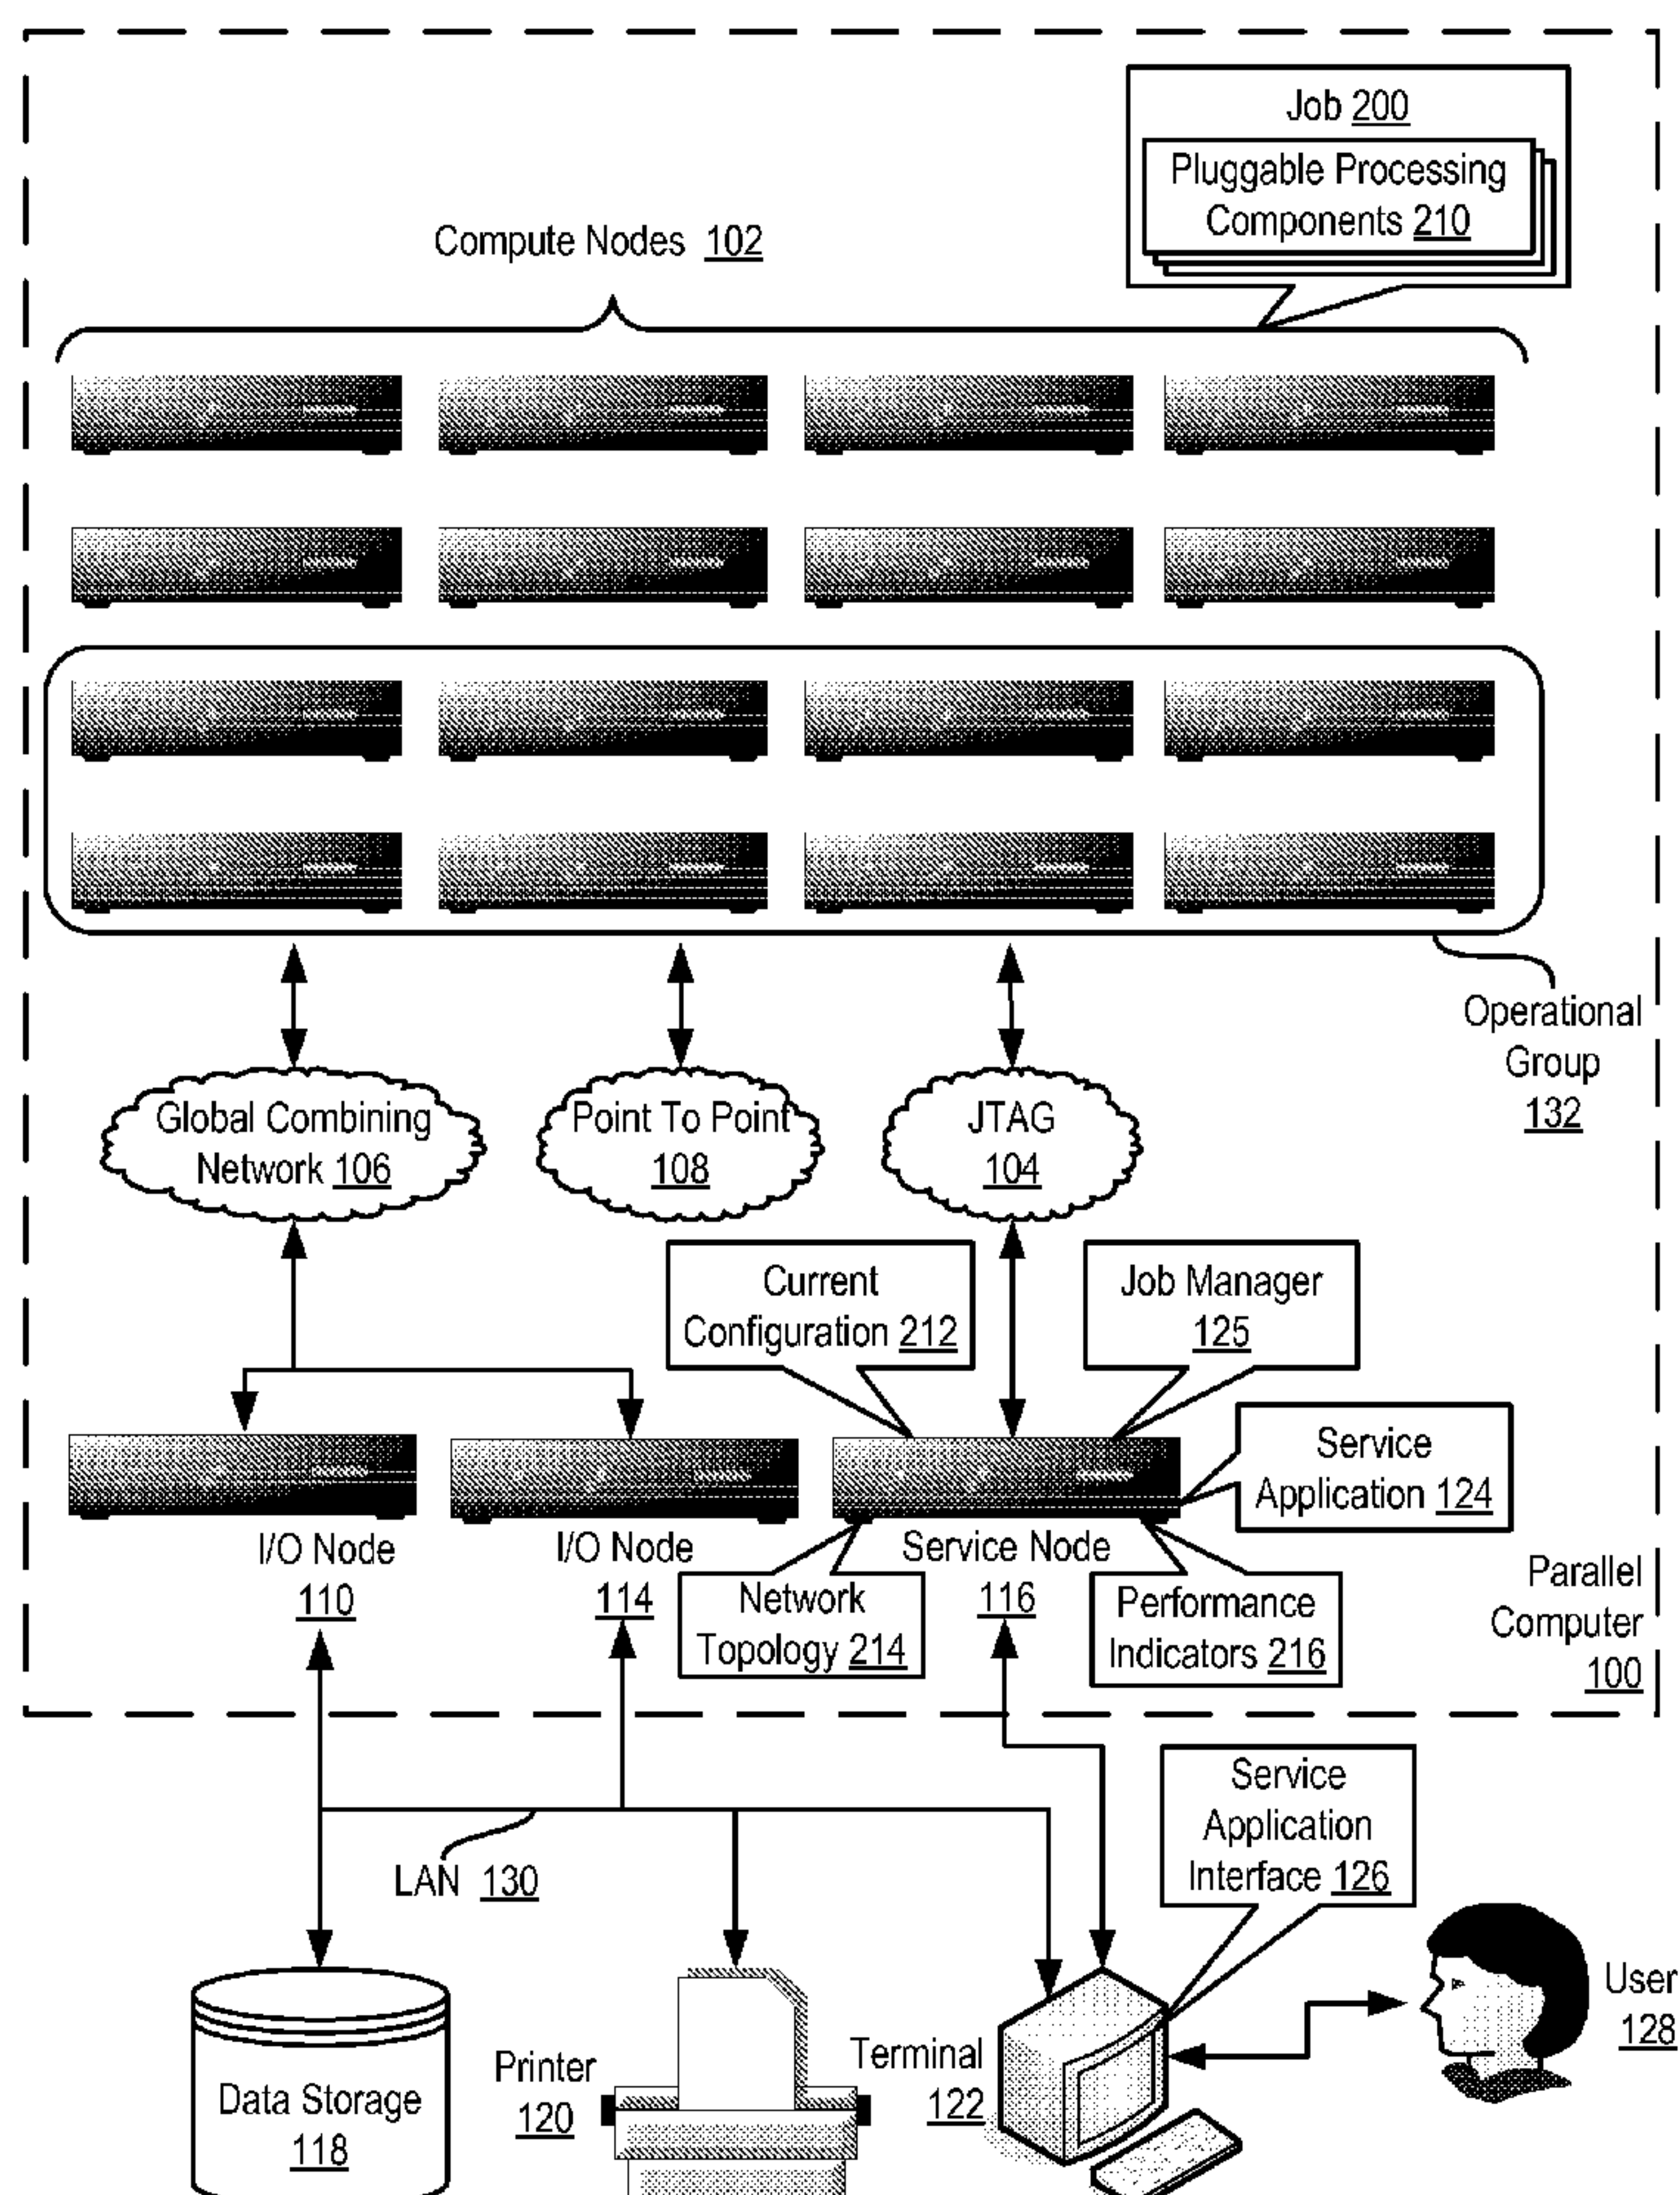 Job 200
Pluggable Processing
Components 210
Compute Nodes 102
Operational
Group
132
Global Combining
Network 106
Point To Point
108
JTAG
104
Current
Configuration 212
Job Manager
125
Service
Application 124
I/O Node
110
I/O Node
114
Service Node
116
Network
Topology 214
Performance
Indicators 216
Parallel
Computer
100
Service
Application
Interface 126
LAN 130
Data Storage
118
Printer
120
Terminal
122
User
128